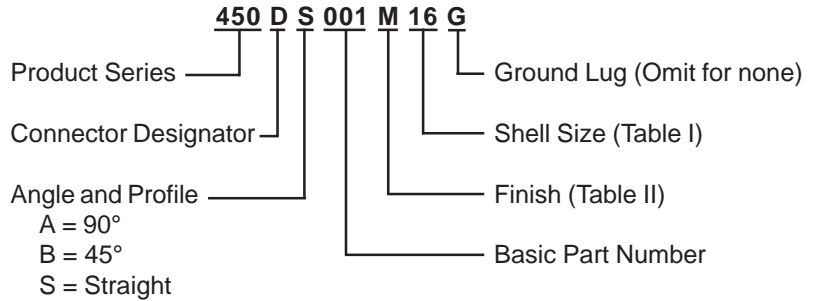 450 D S 001 M 16 G
Product Series
Connector Designator
Angle and Profile
A = 90°
B = 45°
S = Straight
Ground Lug (Omit for none)
Shell Size (Table I)
Finish (Table II)
Basic Part Number